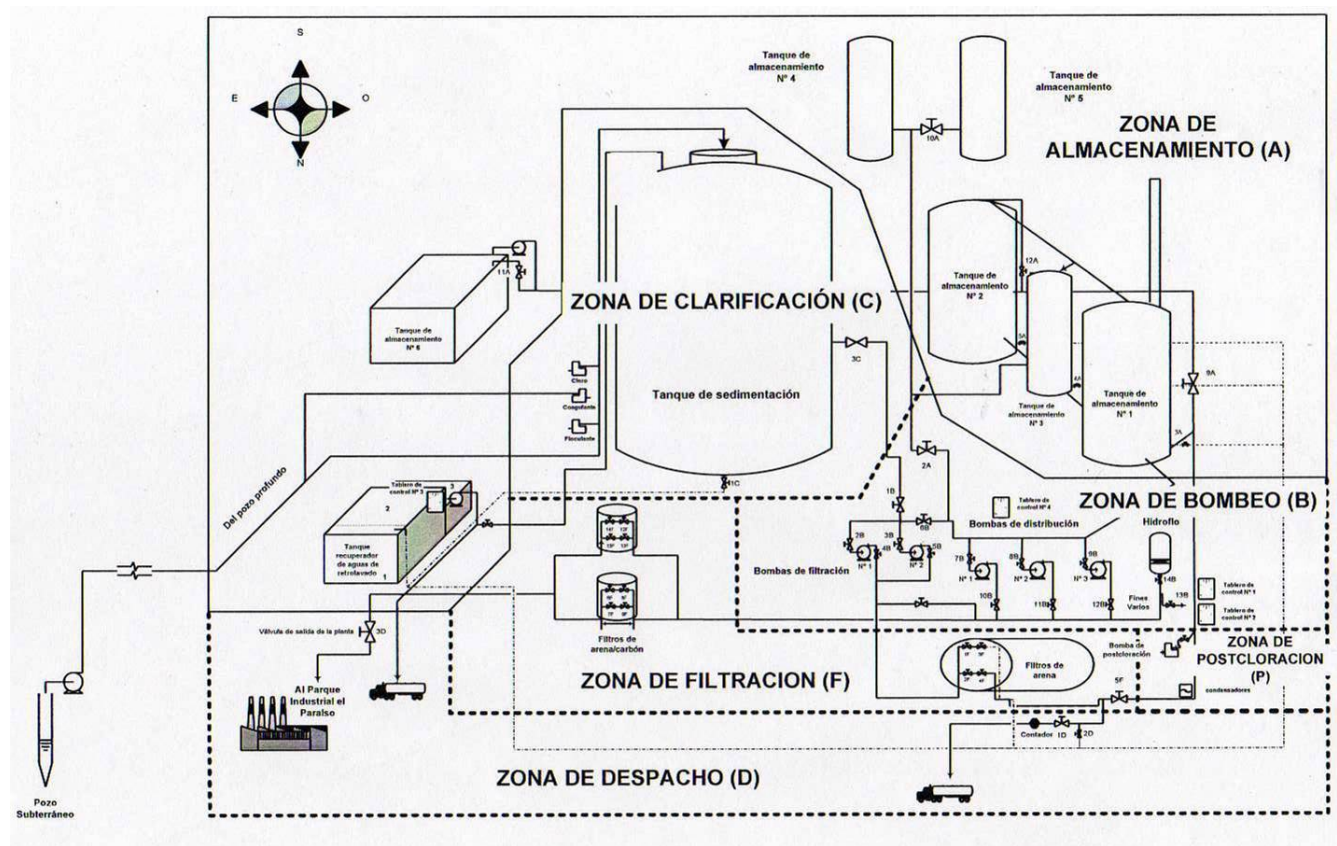 S
E
O
N
Tanque de
almacenamiento
Nº 4
Tanque de
almacenamiento
Nº 5
10A
ZONA DE
ALMACENAMIENTO (A)
11A
Tanque de
almacenamiento
Nº 6
ZONA DE CLARIFICACIÓN (C)
Tanque de
almacenamiento
Nº 2
12A
Tanque de
almacenamiento
Nº 3
Tanque de
almacenamiento
Nº 1
9A
3A
3C
Cloro
Coagulante
Floculante
Tanque de sedimentación
2A
Del pozo profundo
Tablero de
control Nº 3
3
2
Tanque
recuperador
de aguas de
retrolavado
1
1C
1B
ZONA DE BOMBEO (B)
Tablero de
control Nº 4
Bombas de distribución
Hidroflo
6B
2B
3B
4B
5B
Nº 1
Nº 2
Bombas de filtración
7B
8B
9B
Nº 1
Nº 2
Nº 3
10B
11B
12B
14B
13B
Fines
Varios
Tablero de
control Nº 1
Tablero de
control Nº 2
Filtros de
arena/carbón
Válvula de salida de la planta
3D
Bomba de
postcloración
ZONA DE
POSTCLORACION
(P)
condensadores
Filtros de
arena
5F
ZONA DE FILTRACION (F)
Al Parque
Industrial el
Paraíso
Contador
1D
2D
ZONA DE DESPACHO (D)
Pozo
Subterráneo